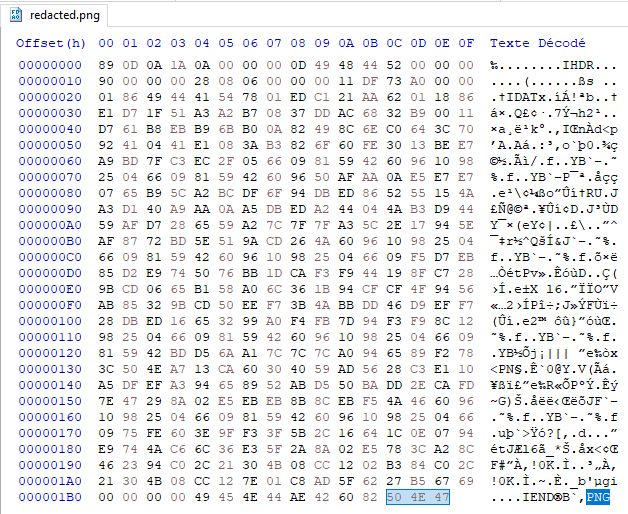 redacted.png
Offset(h) 00 01 02 03 04 05 06 07 08 09 0A 0B 0C 0D 0E 0F Texte Décodé
00000000 89 0D 0A 1A 0A 00 00 00 0D 49 48 44 52 00 00 00 ‰........IHDR...
00000010 90 00 00 00 28 08 06 00 00 00 11 DF 73 A0 00 00 ....(......ßs ..
00000020 01 86 49 44 41 54 78 01 ED C1 21 AA 62 01 18 86 .†IDATx.íÁ!ªb..†
00000030 E1 D7 1F 51 A3 A2 B7 08 37 DD AC 68 32 B9 00 11 á×.Q£¢·.7Ý¬h2¹..
00000040 D7 61 B8 EB B9 6B B0 0A 82 49 8C 6E C0 64 3C 70 ×a¸ë¹k°.‚IŒnÀd<p
00000050 92 41 04 41 E1 08 3A B3 82 6F 60 FE 30 13 BE E7 ’A.Aá.:³‚o`þ0.¾ç
00000060 A9 BD 7F C3 EC 2F 05 66 09 81 59 42 60 96 10 98 ©½.Ãì/.f..YB`–.˜
00000070 25 04 66 09 81 59 42 60 96 50 AF AA 0A E5 E7 E7 %.f..YB`–P¯ª.åçç
00000080 07 65 B9 5C A2 BC DF 6F 94 DB ED 86 52 55 15 4A .e¹\¢¼ßo”Ûí†RU.J
00000090 A3 D1 40 A9 AA 0A A5 DB ED A2 44 04 4A B3 D9 44 £Ñ@©ª.¥Ûí¢D.J³ÙD
000000A0 59 AF D7 28 65 59 A2 7C 7F 7F A3 5C 2E 17 94 5E Y¯×(eY¢|..£\..”^
000000B0 AF 87 72 BD 5E 51 9A CD 26 4A 60 96 10 98 25 04 ¯‡r½^QšÍ&J`–.˜%.
000000C0 66 09 81 59 42 60 96 10 98 25 04 66 09 F5 D7 EB f..YB`–.˜%.f.õ×ë
000000D0 85 D2 E9 74 50 76 BB 1D CA F3 F9 44 19 8F C7 28 …ÒétPv».ÊóùD..Ç(
000000E0 9B CD 06 65 B1 58 A0 6C 36 1B 94 CF CF 4F 94 56 ›Í.e±X l6.”ÏÏO”V
000000F0 AB 85 32 9B CD 50 EE F7 3B 4A BB DD 46 D9 EF F7 «…2›ÍPî÷;J»ÝFÙï÷
00000100 28 DB ED 16 65 32 99 A0 F4 FB 7D 94 F3 F9 8C 12 (Ûí.e2™ ôû}”óùŒ.
00000110 98 25 04 66 09 81 59 42 60 96 10 98 25 04 66 09 ˜%.f..YB`–.˜%.f.
00000120 81 59 42 BD D5 6A A1 7C 7C 7C A0 94 65 89 F2 78 .YB½Õj¡||| ”e‰òx
00000130 3C 50 4E A7 13 CA 60 30 40 59 AD 56 28 C3 E1 10 <PN§.Ê`0@Y.V(Ãá.
00000140 A5 DF EF A3 94 65 89 52 AB D5 50 BA DD 2E CA FD ¥ßï£”e‰R«ÕPºÝ.Êý
00000150 7E 47 29 8A 02 E5 EB EB 8B 8C EB F5 4A 46 60 96 ~G)Š.åëë‹ŒëõJF`–
00000160 10 98 25 04 66 09 81 59 42 60 96 10 98 25 04 66 .˜%.f..YB`–.˜%.f
00000170 09 75 FE 60 3E 9F F3 3F 5B 2C 16 64 1C 0E 07 94 .uþ`>Ÿó?[,.d...”
00000180 E9 74 4A C6 6C 36 E3 5F 2A 8A 02 E5 78 3C A2 8C étJÆl6ã_*Š.åx<¢Œ
00000190 46 23 94 C0 2C 21 30 4B 08 CC 12 02 B3 84 C0 2C F#”À,!0K.Ì..³„À,
000001A0 21 30 4B 08 CC 12 7E 01 C8 AD 5F 62 27 B5 67 69 !0K.Ì.~.È._b'µgi
000001B0 00 00 00 00 49 45 4E 44 AE 42 60 82 50 4E 47 ....IEND®B`‚PNG